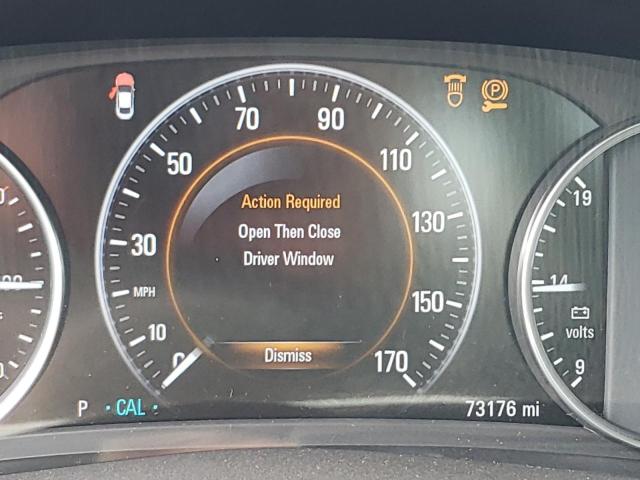 70 90
50 110
30 130
MPH
10 150
0 170
Action Required
Open Then Close
Driver Window
Dismiss
P CAL
73176 mi
19
14
volts
9
P